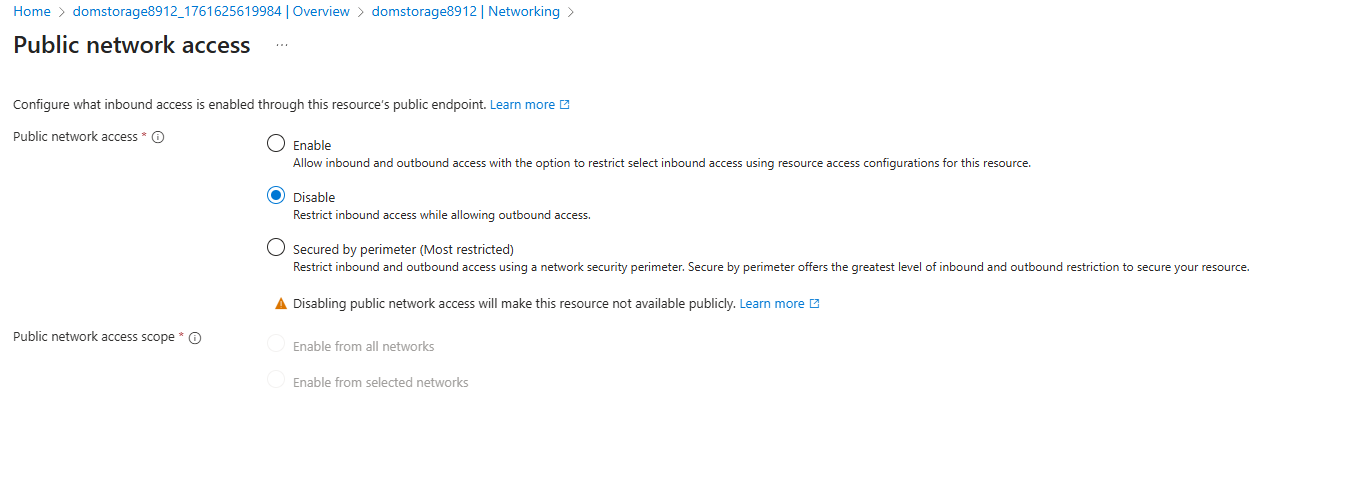 Home > domstorage8912_1761625619984 | Overview > domstorage8912 | Networking >
Public network access ...
Configure what inbound access is enabled through this resource's public endpoint. Learn more
Public network access *
Enable
Allow inbound and outbound access with the option to restrict select inbound access using resource access configurations for this resource.
Disable
Restrict inbound access while allowing outbound access.
Secured by perimeter (Most restricted)
Restrict inbound and outbound access using a network security perimeter. Secure by perimeter offers the greatest level of inbound and outbound restriction to secure your resource.
Disabling public network access will make this resource not available publicly. Learn more
Public network access scope *
Enable from all networks
Enable from selected networks